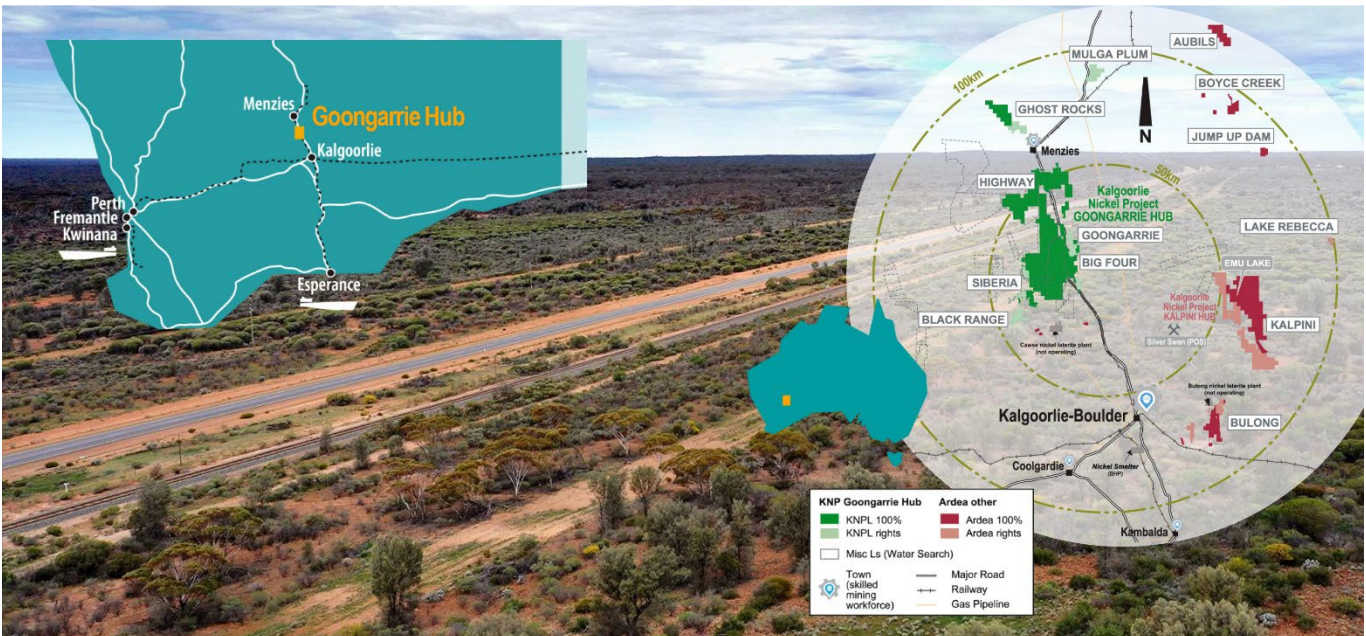 Menzies
Goongarrie Hub
Kalgoorlie
Perth
Fremantle
Kwinana
Esperance
100km
AUBILS
MULGA PLUM
BOYCE CREEK
GHOST ROCKS
N
JUMP UP DAM
Menzies
50km
HIGHWAY
Kalgoorlie
Nickel Project
GOONGARRIE HUB
GOONGARRIE
LAKE REBECCA
BIG FOUR
EMU LAKE
SIBERIA
Kalgoorlie
Nickel Project
KALPINI HUB
BLACK RANGE
KALPINI
Silver Swan (POS)
Cawse nickel laterite plant
(not operating)
Bulong nickel laterite plant
(not operating)
Kalgoorlie-Boulder
BULONG
Coolgardie
Nickel Smelter
(BHP)
Kambalda
KNP Goongarrie Hub
Ardea other
KNPL 100%
Ardea 100%
KNPL rights
Ardea rights
Misc Ls (Water Search)
Town
(skilled
mining
workforce)
Major Road
Railway
Gas Pipeline